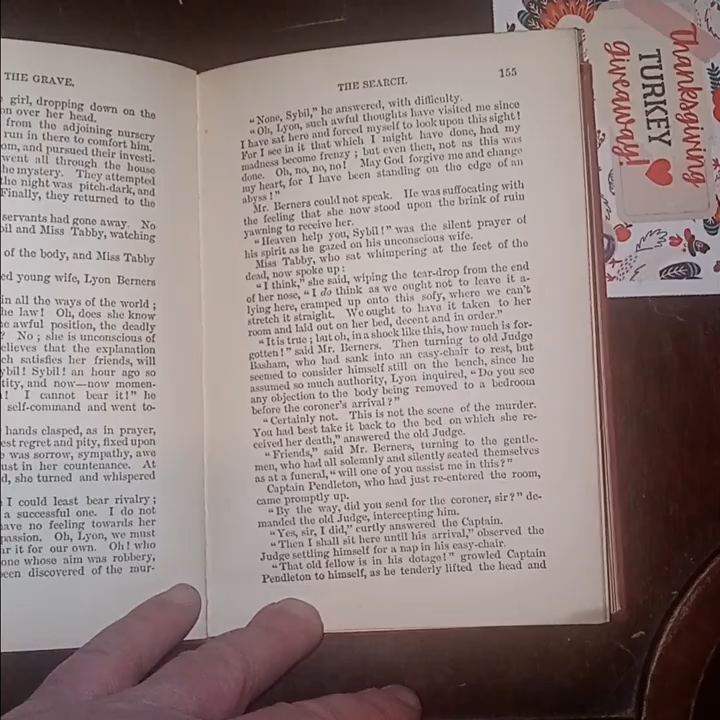 THE GRAVE.
girl, dropping down on the
on over her head.
from the adjoining nursery
run in there to comfort him.
om, and pursued their investi-
went all through the house
he mystery. They attempted
the night was pitch-dark, and
Finally, they returned to the
servants had gone away. No
bil and Miss Tabby, watching
of the body, and Miss Tabby
ed young wife, Lyon Berners
in all the ways of the world;
he law! Oh, does she know
e awful position, the deadly
? No; she is unconscious of
elieves that the explanation
ch satisfies her friends, will
ybil! Sybil! an hour ago so
tity, and now—now momen-
! I cannot bear it!" he
self-command and went to-
hands clasped, as in prayer,
est regret and pity, fixed upon
e was sorrow, sympathy, awe
ust in her countenance. At
d, she turned and whispered
I could least bear rivalry;
a successful one. I do not
ave no feeling towards her
passion. Oh, Lyon, we must
ar it for our own. Oh! who
one whose aim was robbery,
een discovered of the mur-
THE SEARCH. 155
"None, Sybil," he answered, with difficulty.
"Oh, Lyon, such awful thoughts have visited me since
I have sat here and forced myself to look upon this sight!
For I see in it that which I might have done, had my
madness become frenzy; but even then, not as this was
done. Oh, no, no, no! May God forgive me and change
my heart, for I have been standing on the edge of an
abyss!"
Mr. Berners could not speak. He was suffocating with
the feeling that she now stood upon the brink of ruin
yawning to receive her.
"Heaven help you, Sybil!" was the silent prayer of
his spirit as he gazed on his unconscious wife.
Miss Tabby, who sat whimpering at the feet of the
dead, now spoke up:
"I think," she said, wiping the tear-drop from the end
of her nose, "I do think as we ought not to leave it a-
lying here, cramped up onto this sofy, where we can't
stretch it straight. We ought to have it taken to her
room and laid out on her bed, decent and in order."
"It is true; but oh, in a shock like this, how much is for-
gotten!" said Mr. Berners. Then turning to old Judge
Basham, who had sank into an easy-chair to rest, but
seemed to consider himself still on the bench, since he
assumed so much authority, Lyon inquired, "Do you see
any objection to the body being removed to a bedroom
before the coroner's arrival?"
"Certainly not. This is not the scene of the murder.
You had best take it back to the bed on which she re-
ceived her death," answered the old Judge.
"Friends," said Mr. Berners, turning to the gentle-
men, who had all solemnly and silently seated themselves
as at a funeral, "will one of you assist me in this?"
Captain Pendleton, who had just re-entered the room,
came promptly up.
"By the way, did you send for the coroner, sir?" de-
manded the old Judge, intercepting him.
"Yes, sir, I did," curtly answered the Captain.
"Then I shall sit here until his arrival," observed the
Judge settling himself for a nap in his easy-chair.
"That old fellow is in his dotage!" growled Captain
Pendleton to himself, as he tenderly lifted the head and
thanksgiving
TURKEY
giveaway!